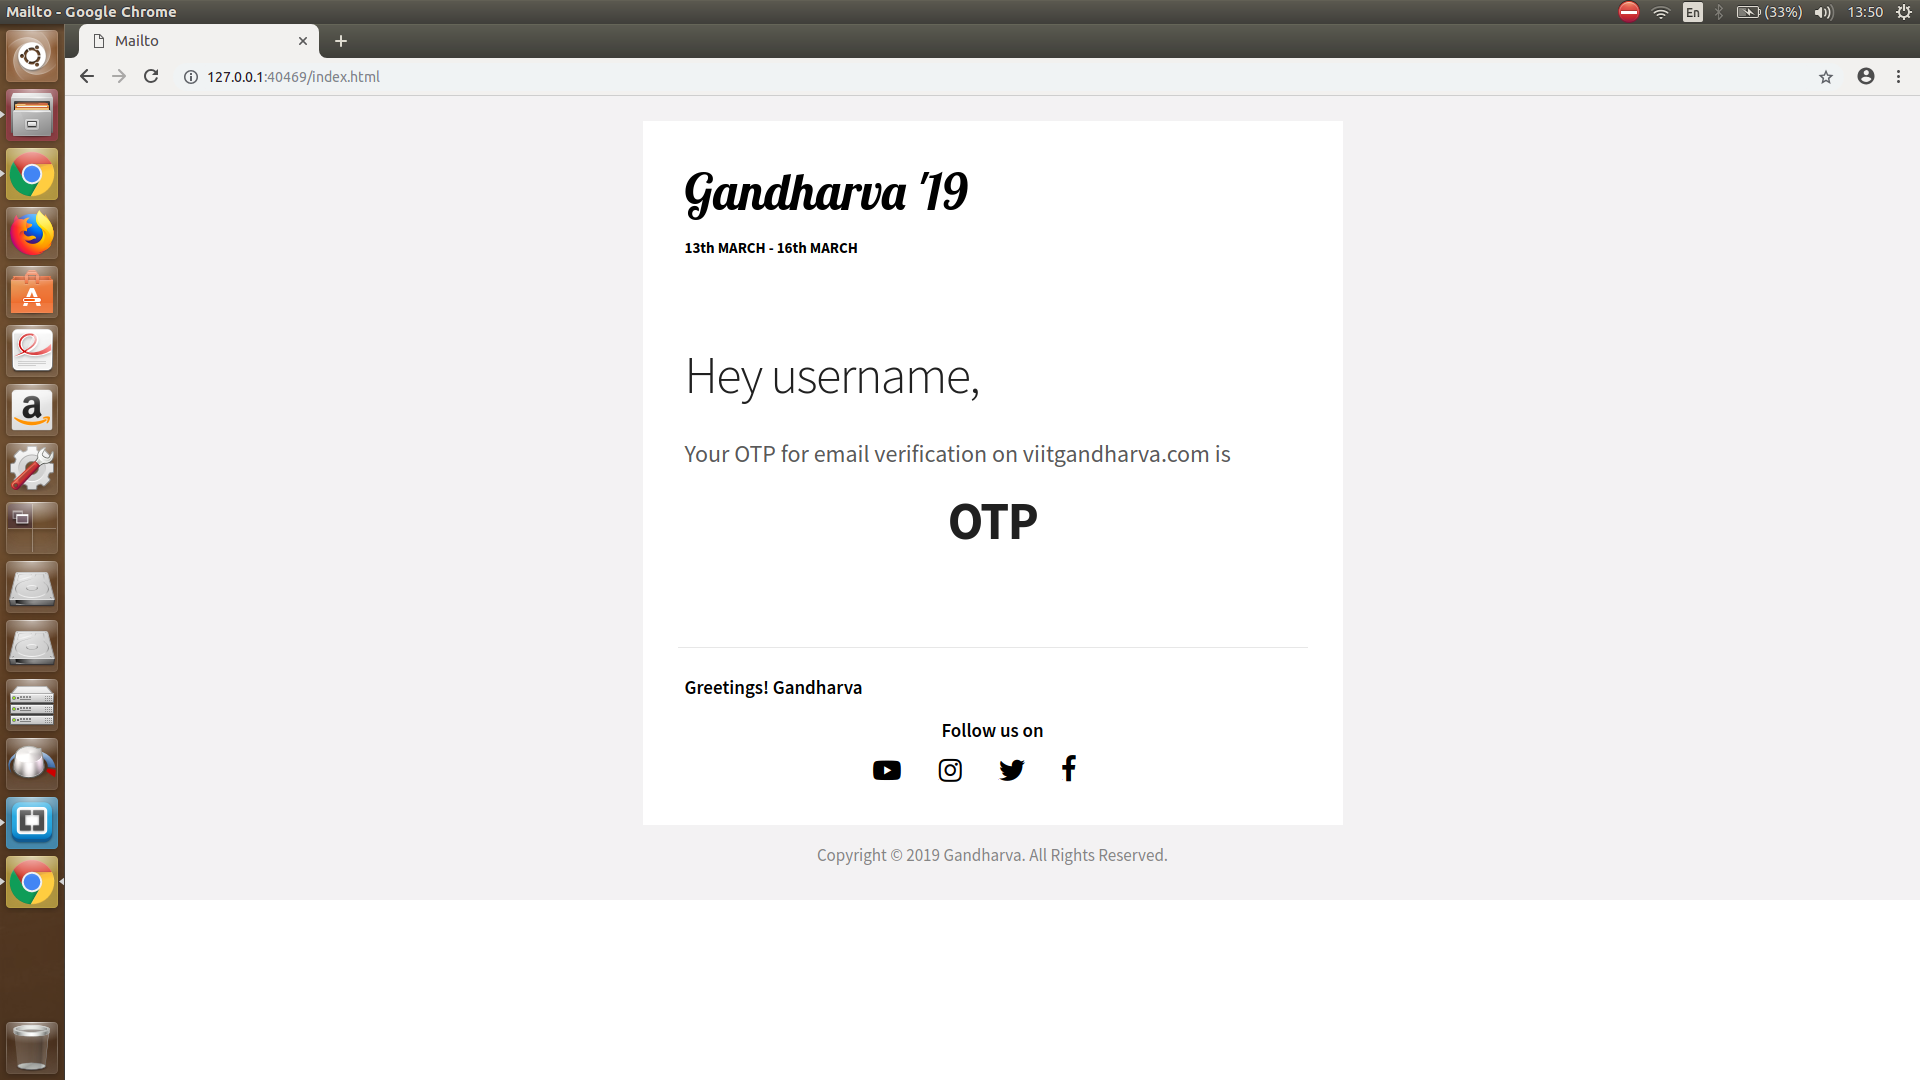 Mailto - Google Chrome
En
(33%)
13:50
Mailto
127.0.0.1:40469/index.html
Gandharva '19
13th MARCH - 16th MARCH
Hey username,
Your OTP for email verification on viitgandharva.com is
OTP
Greetings! Gandharva
Follow us on
Copyright © 2019 Gandharva. All Rights Reserved.